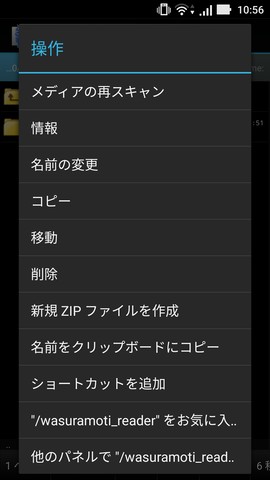 10:56
操作
メディアの再スキャン
情報
名前の変更
コピー
移動
削除
新規 ZIP ファイルを作成
名前をクリップボードにコピー
ショートカットを追加
"/wasuramoti_reader" をお気に入..
他のパネルで "/wasuramoti_read..